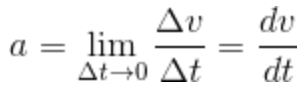 a = lim_{Δt→0} Δv/Δt = dv/dt